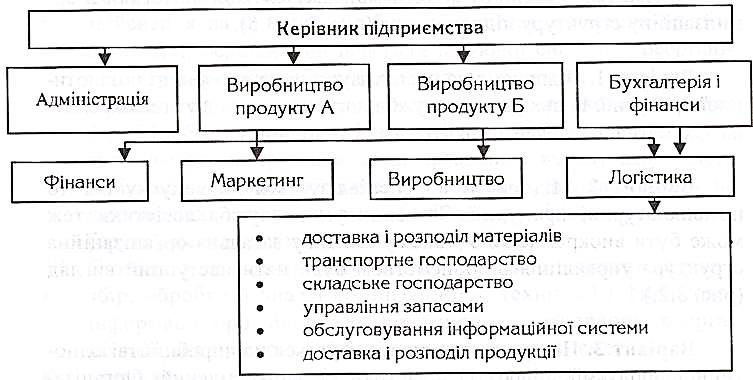 Керівник підприємства
Адміністрація
Виробництво
продукту А
Виробництво
продукту Б
Бухгалтерія і
фінанси
Фінанси
Маркетинг
Виробництво
Логістика
• доставка і розподіл матеріалів
• транспортне господарство
• складське господарство
• управління запасами
• обслуговування інформаційної системи
• доставка і розподіл продукції